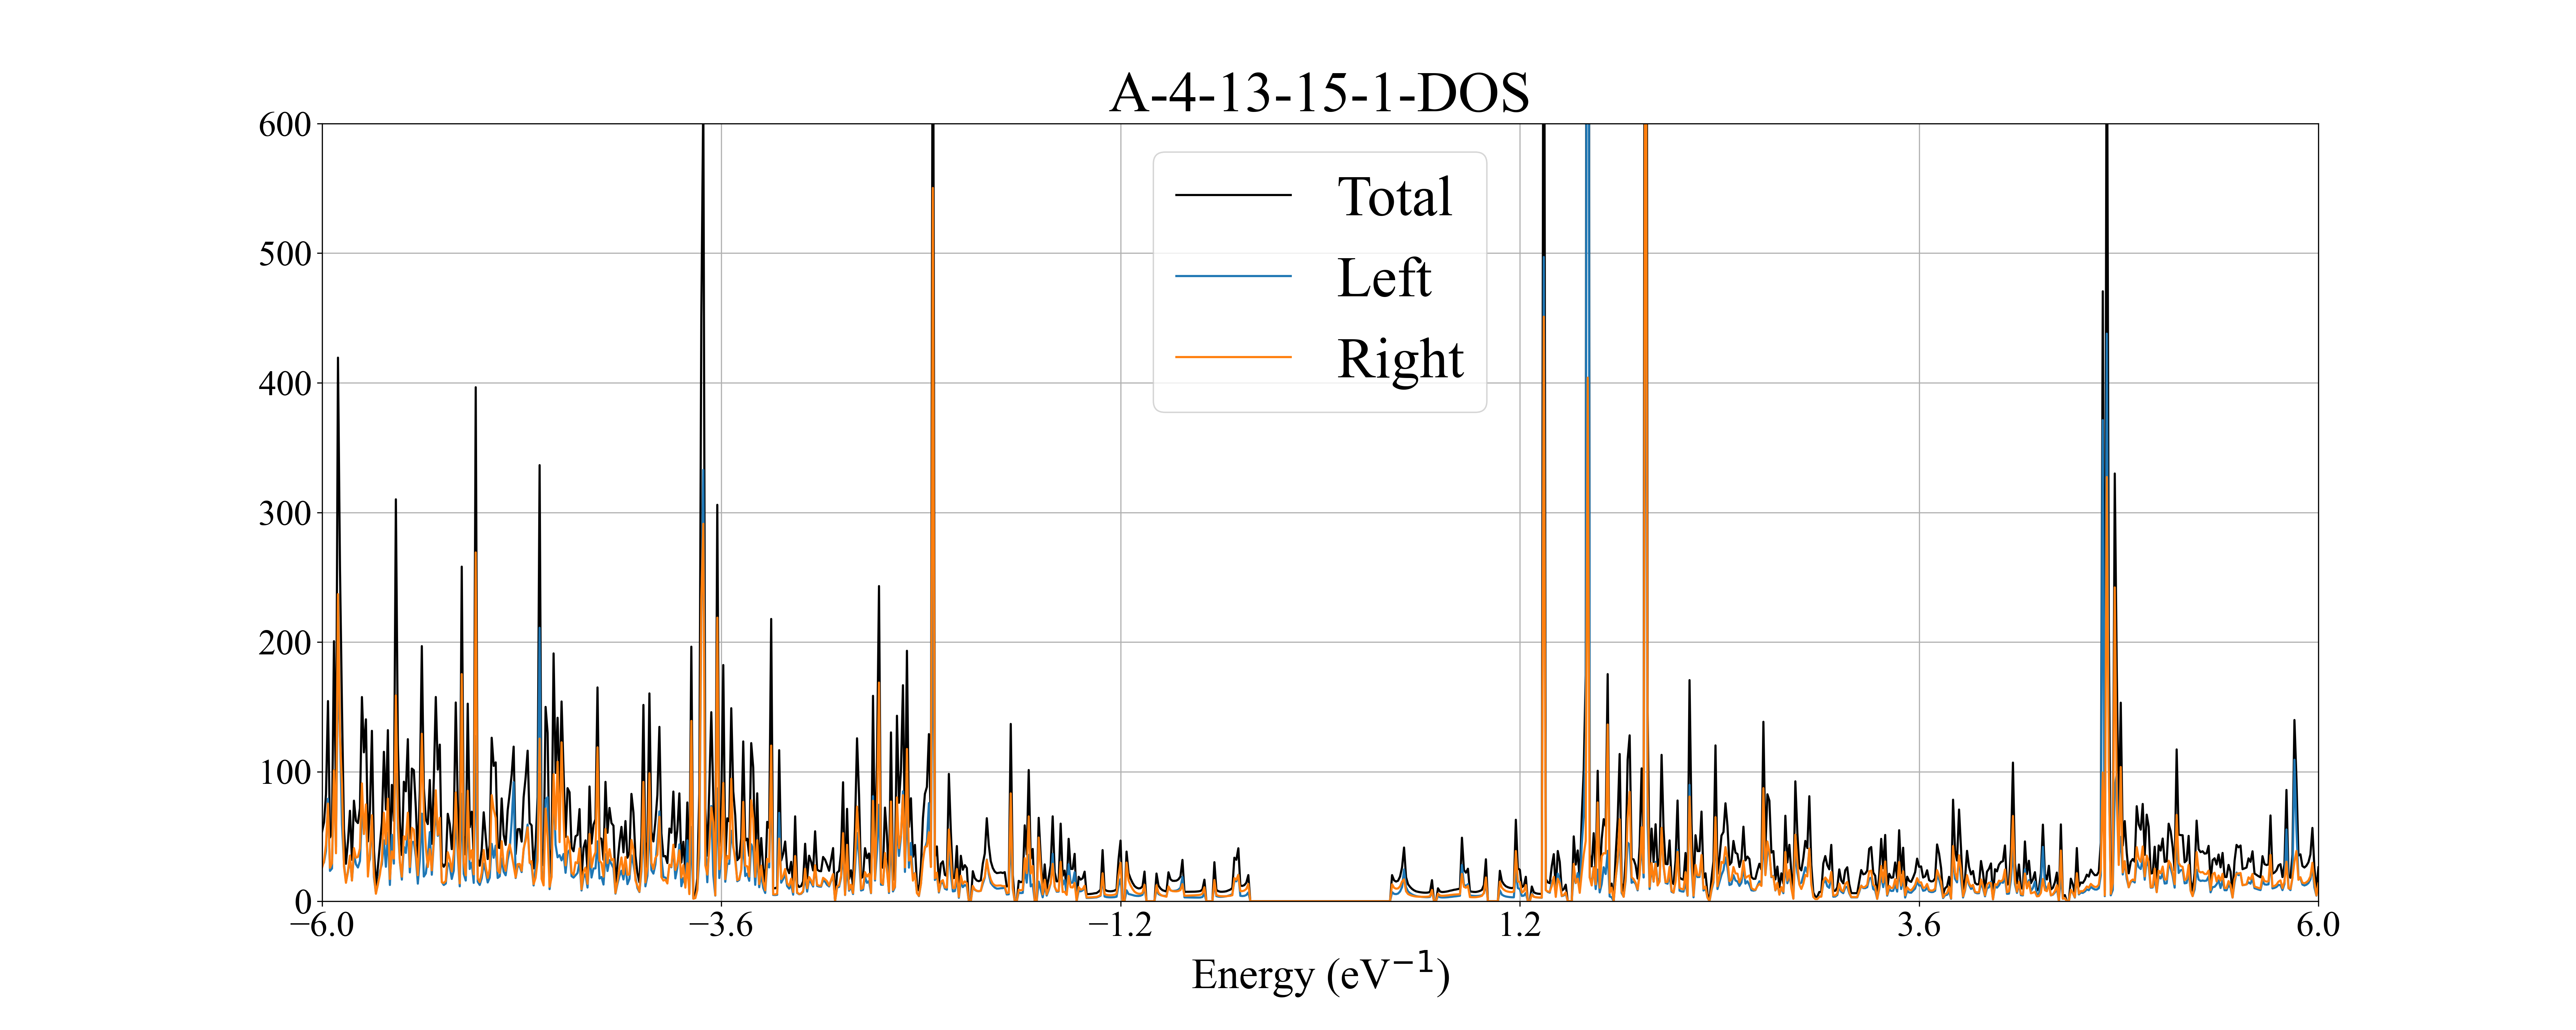 A-4-13-15-1-DOS
600
500
400
300
200
100
0
Total
Left
Right
−6.0 −3.6 −1.2 1.2 3.6 6.0
Energy (eV⁻¹)